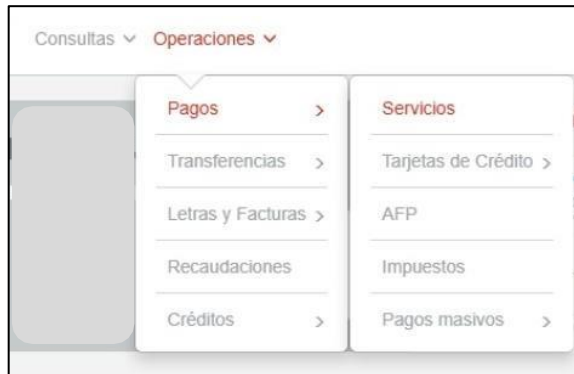 Consultas Operaciones
Pagos
Transferencias
Letras y Facturas
Recaudaciones
Créditos
Servicios
Tarjetas de Crédito
AFP
Impuestos
Pagos masivos